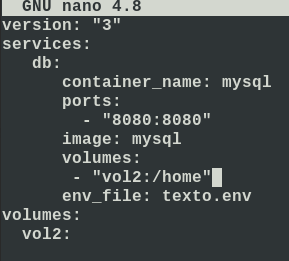 GNU nano 4.8
version: "3"
services:
   db:
      container_name: mysql
      ports:
        - "8080:8080"
      image: mysql
      volumes:
       - "vol2:/home"
      env_file: texto.env
volumes:
  vol2: